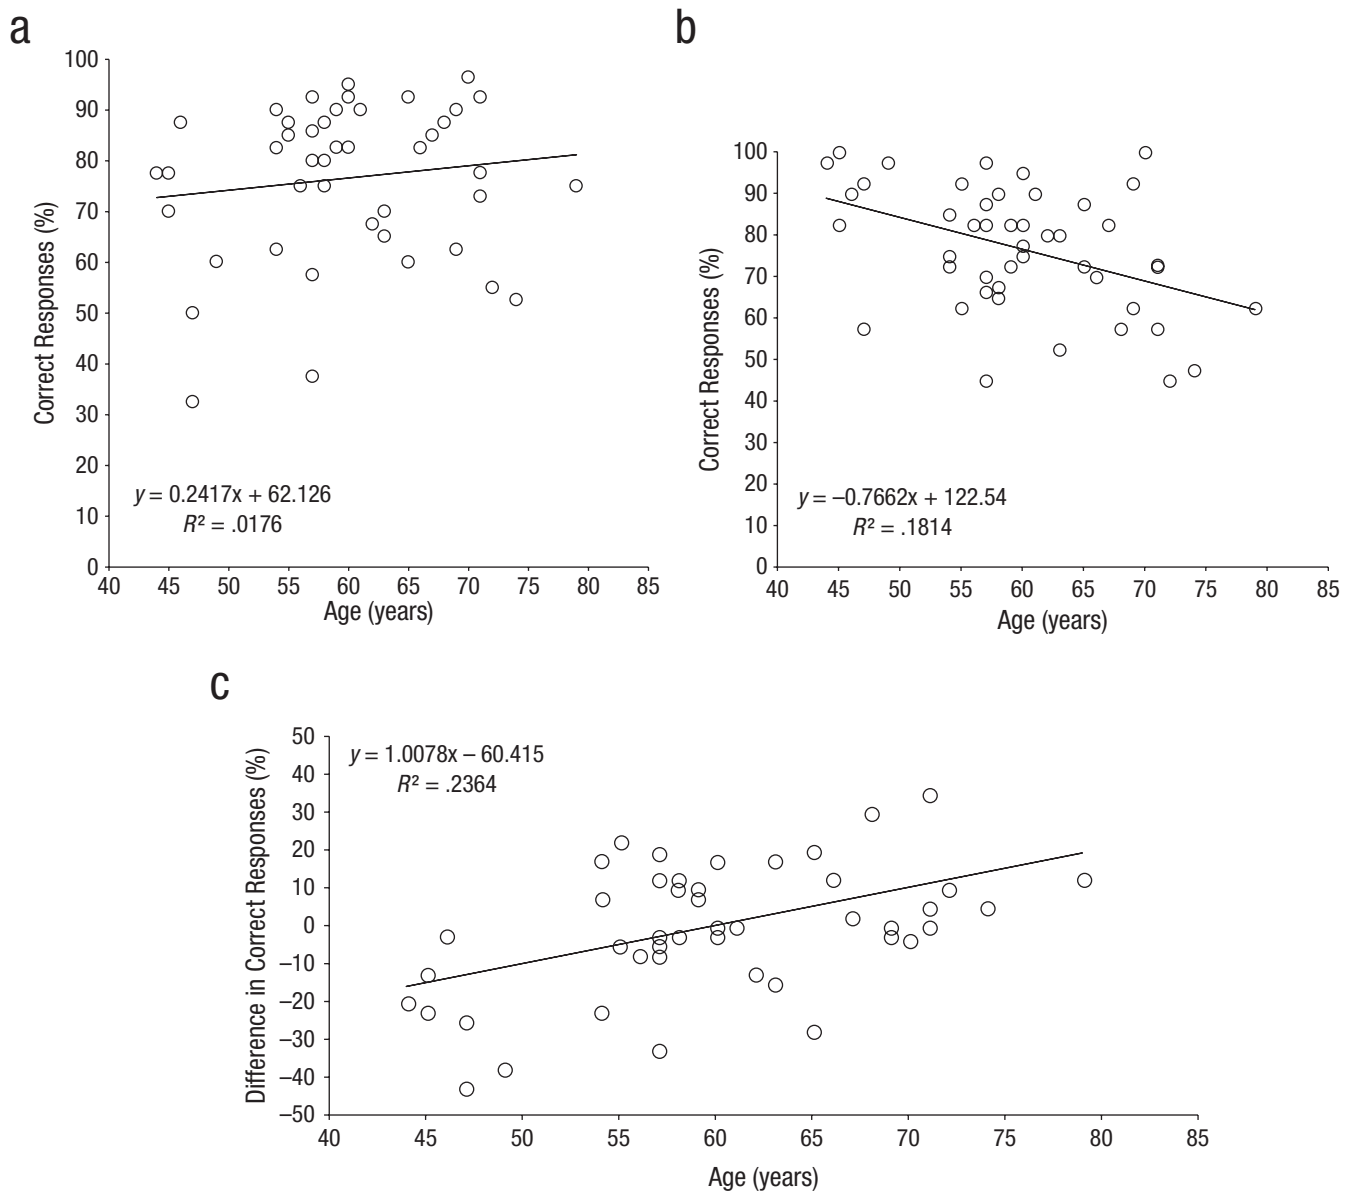 a
100
90
80
70
60
50
40
30
20
10
0
Correct Responses (%)
y = 0.2417x + 62.126
R² = .0176
40 45 50 55 60 65 70 75 80 85
Age (years)
b
100
90
80
70
60
50
40
30
20
10
0
Correct Responses (%)
y = –0.7662x + 122.54
R² = .1814
40 45 50 55 60 65 70 75 80 85
Age (years)
c
50
40
30
20
10
0
–10
–20
–30
–40
–50
Difference in Correct Responses (%)
y = 1.0078x – 60.415
R² = .2364
40 45 50 55 60 65 70 75 80 85
Age (years)